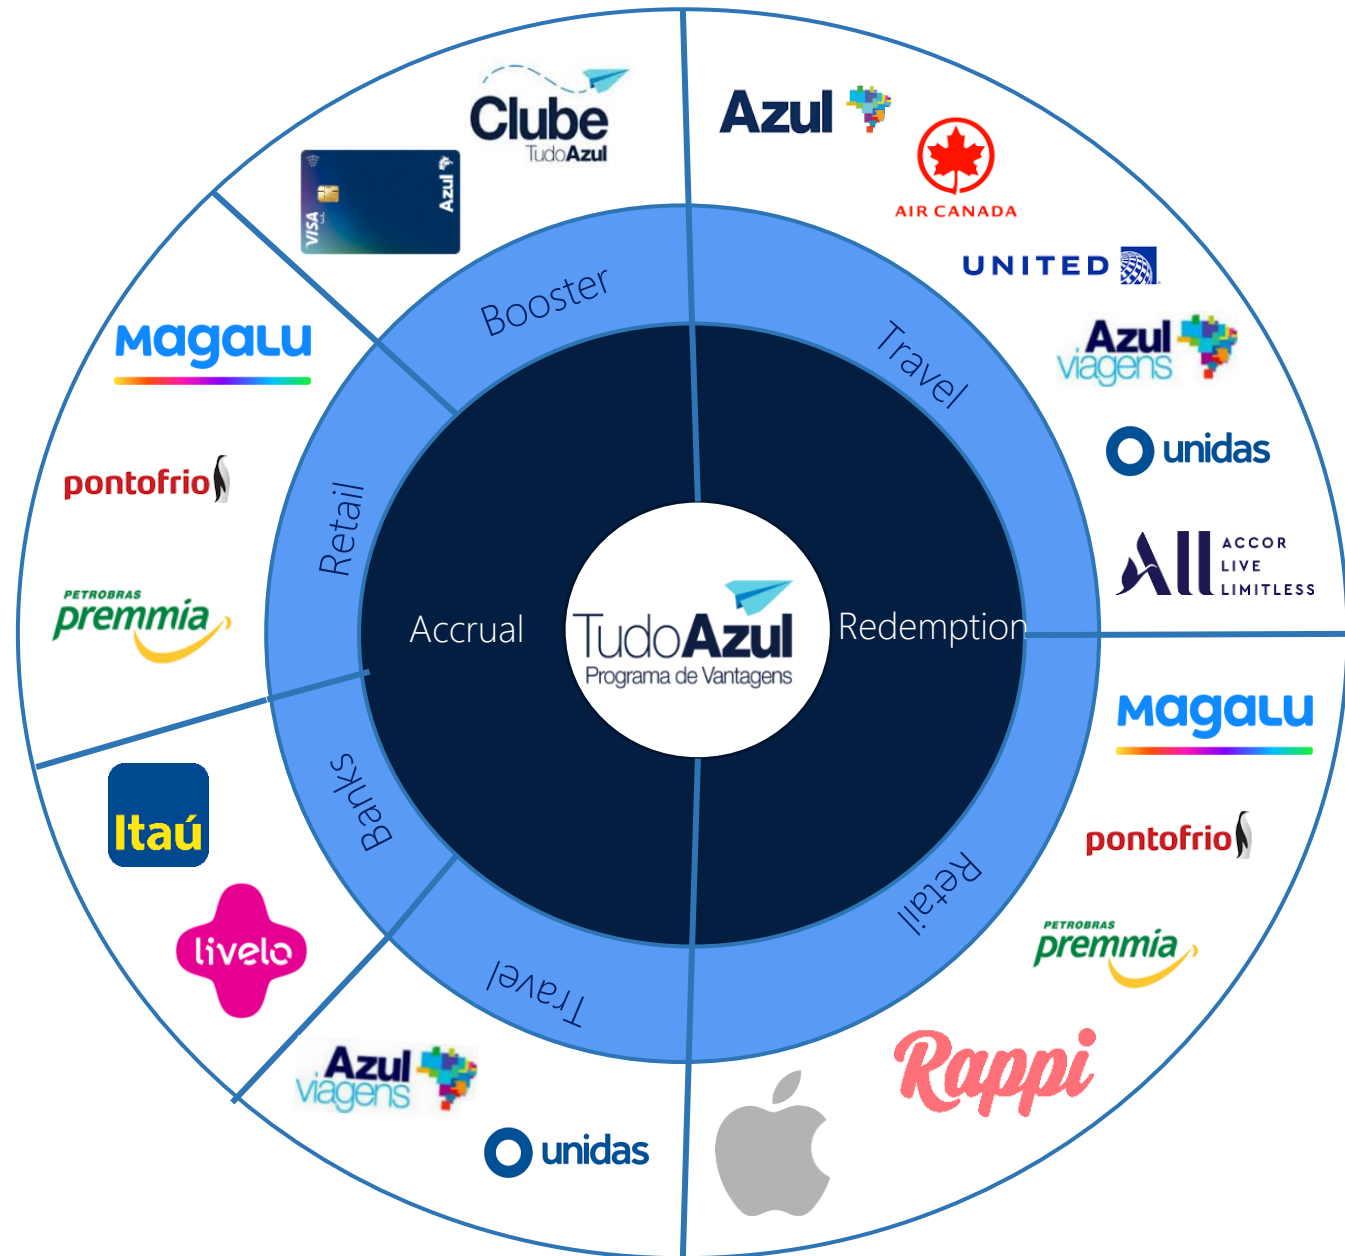 Clube
TudoAzul
VISA
Azul
Booster
Azul
AIR CANADA
UNITED
Azul
viagens
unidas
All ACCOR
LIVE
LIMITLESS
Travel
magalu
pontofrio
PETROBRAS
premmia
Retail
Accrual
TudoAzul
Programa de Vantagens
Redemption
Banks
Itaú
livelo
Travel
Azul
viagens
unidas
Retail
magalu
pontofrio
PETROBRAS
premmia
Rappi